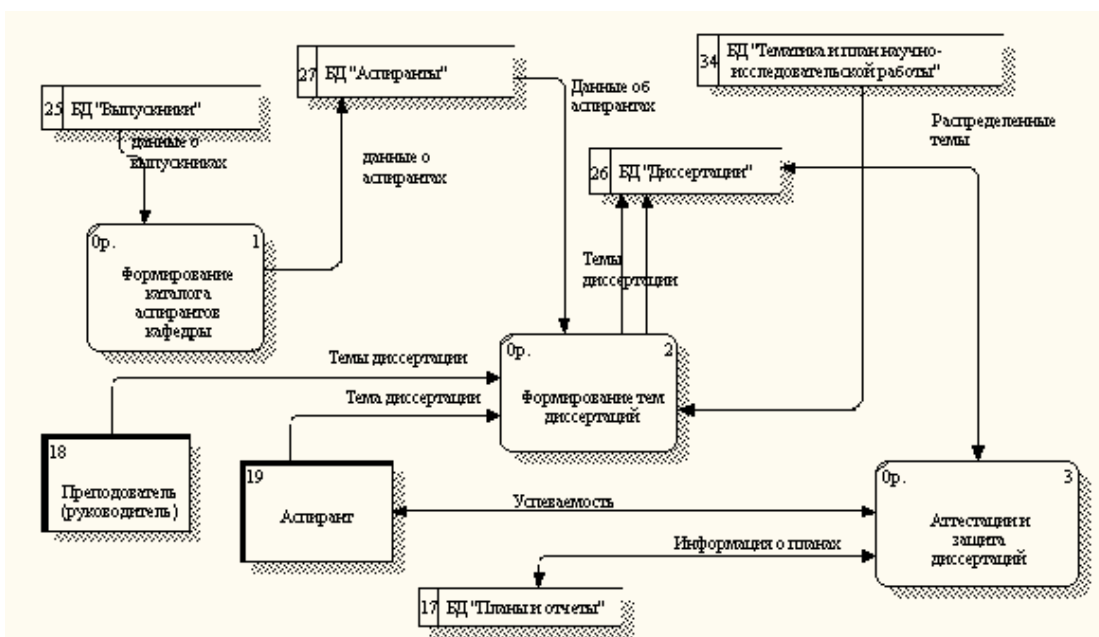 27 БД "Аспиранты"
34 БД "Тематика и план научно-
исследовательской работы"
25 БД "Выпускники"
данные о
выпускниках
данные о
аспирантах
Данные об
аспирантах
Распределенные
темы
26 БД "Диссертации"
0р. 1
Формирование
каталога
аспирантов
кафедры
Темы
диссертации
0р. 2
Формирование тем
диссертаций
Темы диссертации
Тема диссертации
18
Преподователь
(руководитель)
19
Аспирант
0р. 3
Аттестации и
защита
диссертаций
Успеваемость
Информация о планах
17 БД "Планы и отчеты"